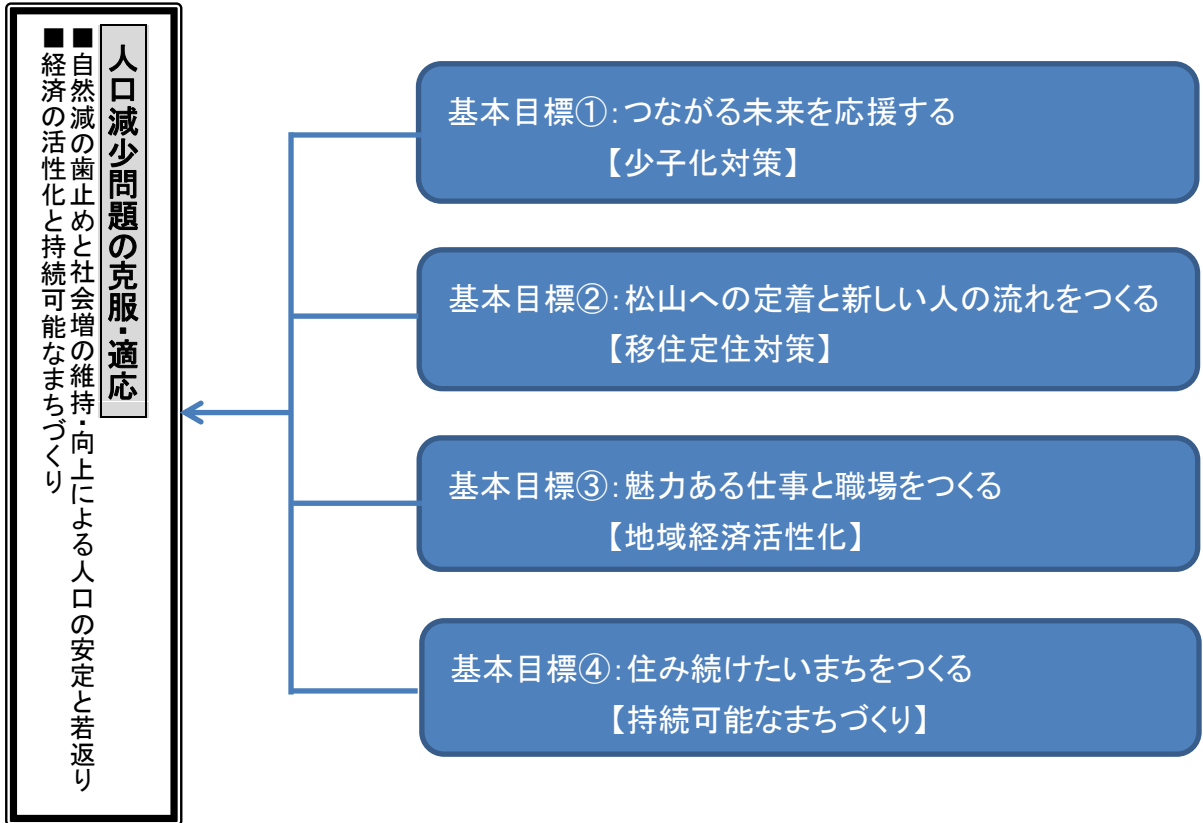 人口減少問題の克服・適応
■自然減の歯止めと社会増の維持・向上による人口の安定と若返り
■経済の活性化と持続可能なまちづくり
基本目標①:つながる未来を応援する
【少子化対策】
基本目標②:松山への定着と新しい人の流れをつくる
【移住定住対策】
基本目標③:魅力ある仕事と職場をつくる
【地域経済活性化】
基本目標④:住み続けたいまちをつくる
【持続可能なまちづくり】